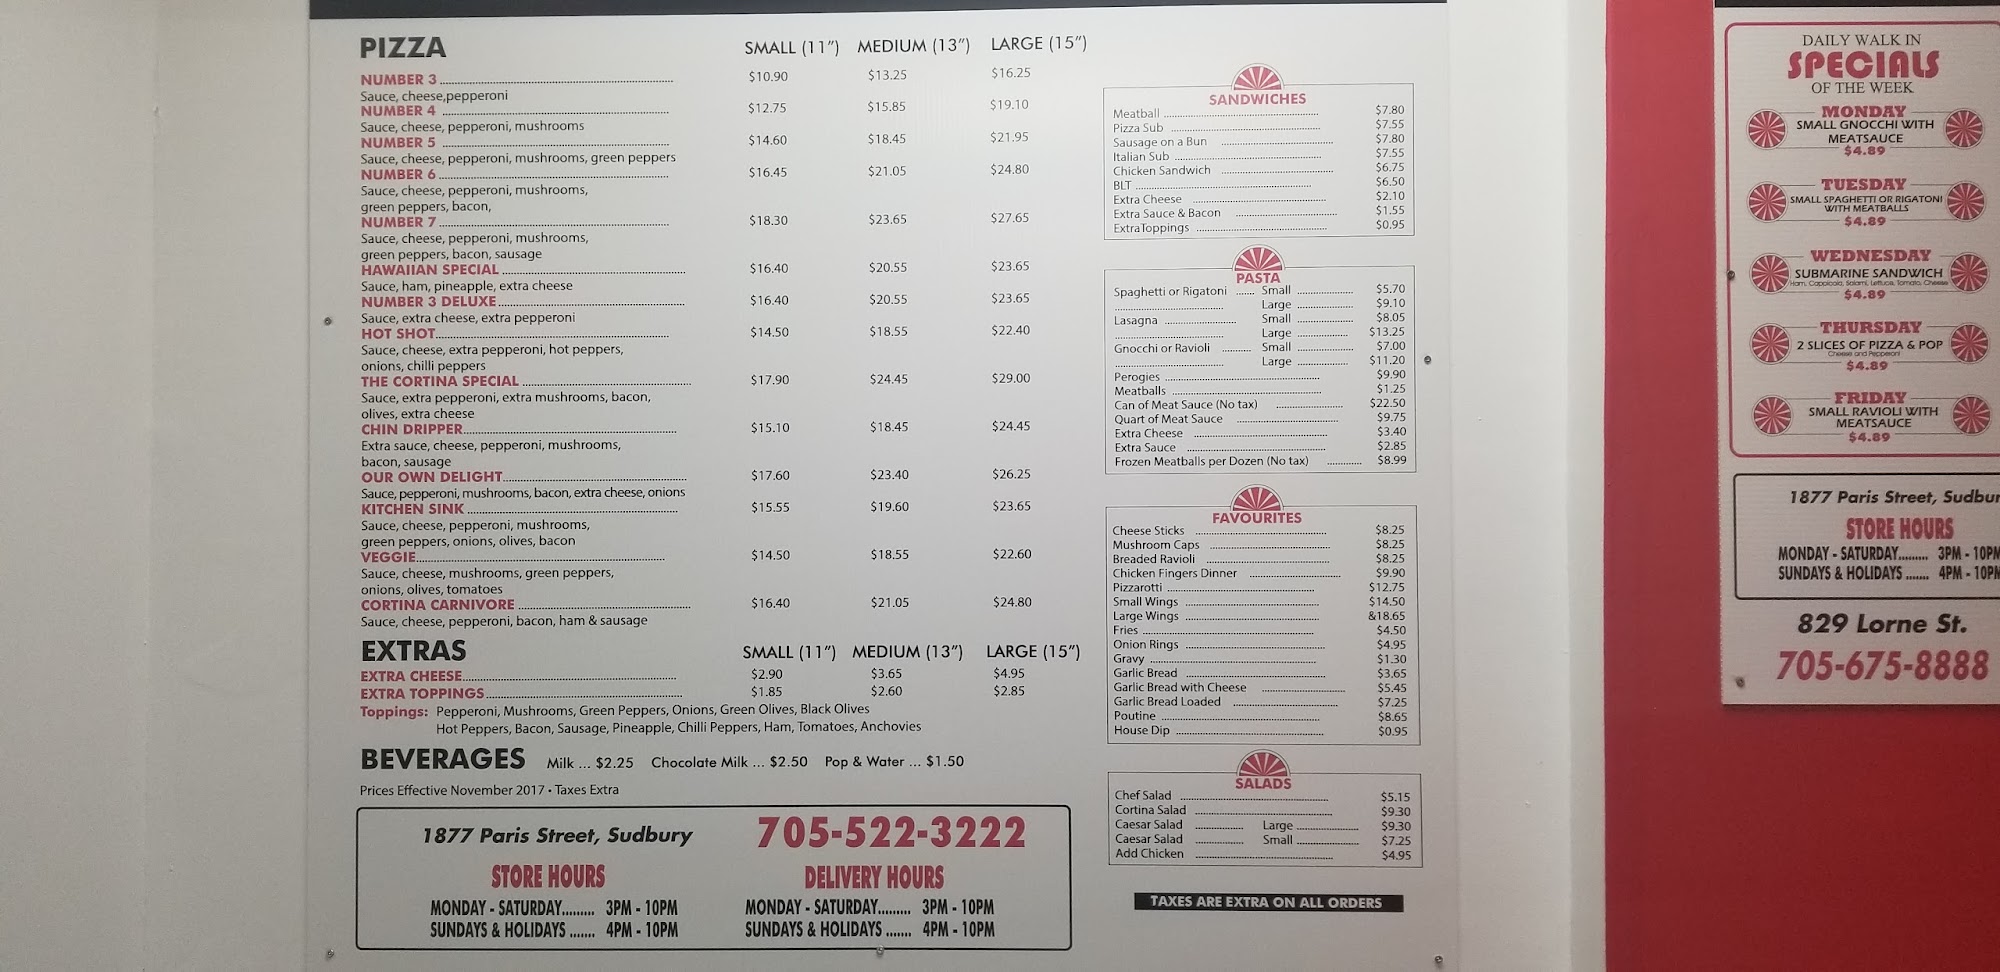 PIZZA SMALL (11") MEDIUM (13") LARGE (15")
NUMBER 3 $10.90 $13.25 $16.25
Sauce, cheese,pepperoni
NUMBER 4 $12.75 $15.85 $19.10
Sauce, cheese, pepperoni, mushrooms
NUMBER 5 $14.60 $18.45 $21.95
Sauce, cheese, pepperoni, mushrooms, green peppers
NUMBER 6 $16.45 $21.05 $24.80
Sauce, cheese, pepperoni, mushrooms,
green peppers, bacon,
NUMBER 7 $18.30 $23.65 $27.65
Sauce, cheese, pepperoni, mushrooms,
green peppers, bacon, sausage
HAWAIIAN SPECIAL $16.40 $20.55 $23.65
Sauce, ham, pineapple, extra cheese
NUMBER 3 DELUXE $16.40 $20.55 $23.65
Sauce, extra cheese, extra pepperoni
HOT SHOT $14.50 $18.55 $22.40
Sauce, cheese, extra pepperoni, hot peppers,
onions, chilli peppers
THE CORTINA SPECIAL $17.90 $24.45 $29.00
Sauce, extra pepperoni, extra mushrooms, bacon,
olives, extra cheese
CHIN DRIPPER $15.10 $18.45 $24.45
Extra sauce, cheese, pepperoni, mushrooms,
bacon, sausage
OUR OWN DELIGHT $17.60 $23.40 $26.25
Sauce, pepperoni, mushrooms, bacon, extra cheese, onions
KITCHEN SINK $15.55 $19.60 $23.65
Sauce, cheese, pepperoni, mushrooms,
green peppers, onions, olives, bacon
VEGGIE $14.50 $18.55 $22.60
Sauce, cheese, mushrooms, green peppers,
onions, olives, tomatoes
CORTINA CARNIVORE $16.40 $21.05 $24.80
Sauce, cheese, pepperoni, bacon, ham & sausage
EXTRAS SMALL (11") MEDIUM (13") LARGE (15")
EXTRA CHEESE $2.90 $3.65 $4.95
EXTRA TOPPINGS $1.85 $2.60 $2.85
Toppings: Pepperoni, Mushrooms, Green Peppers, Onions, Green Olives, Black Olives
Hot Peppers, Bacon, Sausage, Pineapple, Chilli Peppers, Ham, Tomatoes, Anchovies
BEVERAGES Milk ... $2.25 Chocolate Milk ... $2.50 Pop & Water ... $1.50
Prices Effective November 2017 • Taxes Extra
1877 Paris Street, Sudbury 705-522-3222
STORE HOURS
MONDAY - SATURDAY......... 3PM - 10PM
SUNDAYS & HOLIDAYS ....... 4PM - 10PM
DELIVERY HOURS
MONDAY - SATURDAY......... 3PM - 10PM
SUNDAYS & HOLIDAYS ....... 4PM - 10PM
SANDWICHES
Meatball $7.80
Pizza Sub $7.55
Sausage on a Bun $7.80
Italian Sub $7.55
Chicken Sandwich $6.75
BLT $6.50
Extra Cheese $2.10
Extra Sauce & Bacon $1.55
Extra Toppings $0.95
PASTA
Spaghetti or Rigatoni Small $5.70
Large $9.10
Lasagna Small $8.05
Large $13.25
Gnocchi or Ravioli Small $7.00
Large $11.20
Perogies $9.90
Meatballs $1.25
Can of Meat Sauce (No tax) $22.50
Quart of Meat Sauce $9.75
Extra Cheese $3.40
Extra Sauce $2.85
Frozen Meatballs per Dozen (No tax) $8.99
FAVOURITES
Cheese Sticks $8.25
Mushroom Caps $8.25
Breaded Ravioli $8.25
Chicken Fingers Dinner $9.90
Pizzarotti $12.75
Small Wings $14.50
Large Wings &18.65
Fries $4.50
Onion Rings $4.95
Gravy $1.30
Garlic Bread $3.65
Garlic Bread with Cheese $5.45
Garlic Bread Loaded $7.25
Poutine $8.65
House Dip $0.95
SALADS
Chef Salad $5.15
Cortina Salad $9.30
Caesar Salad Large $9.30
Caesar Salad Small $7.25
Add Chicken $4.95
TAXES ARE EXTRA ON ALL ORDERS
DAILY WALK IN
SPECIALS
OF THE WEEK
MONDAY
SMALL GNOCCHI WITH
MEATSAUCE
$4.89
TUESDAY
SMALL SPAGHETTI OR RIGATONI
WITH MEATBALLS
$4.89
WEDNESDAY
SUBMARINE SANDWICH
Ham, Cappicola, Salami, Lettuce, Tomato, Cheese
$4.89
THURSDAY
2 SLICES OF PIZZA & POP
Cheese and Pepperoni
$4.89
FRIDAY
SMALL RAVIOLI WITH
MEATSAUCE
$4.89
1877 Paris Street, Sudbur
STORE HOURS
MONDAY - SATURDAY......... 3PM - 10PM
SUNDAYS & HOLIDAYS ....... 4PM - 10PM
829 Lorne St.
705-675-8888